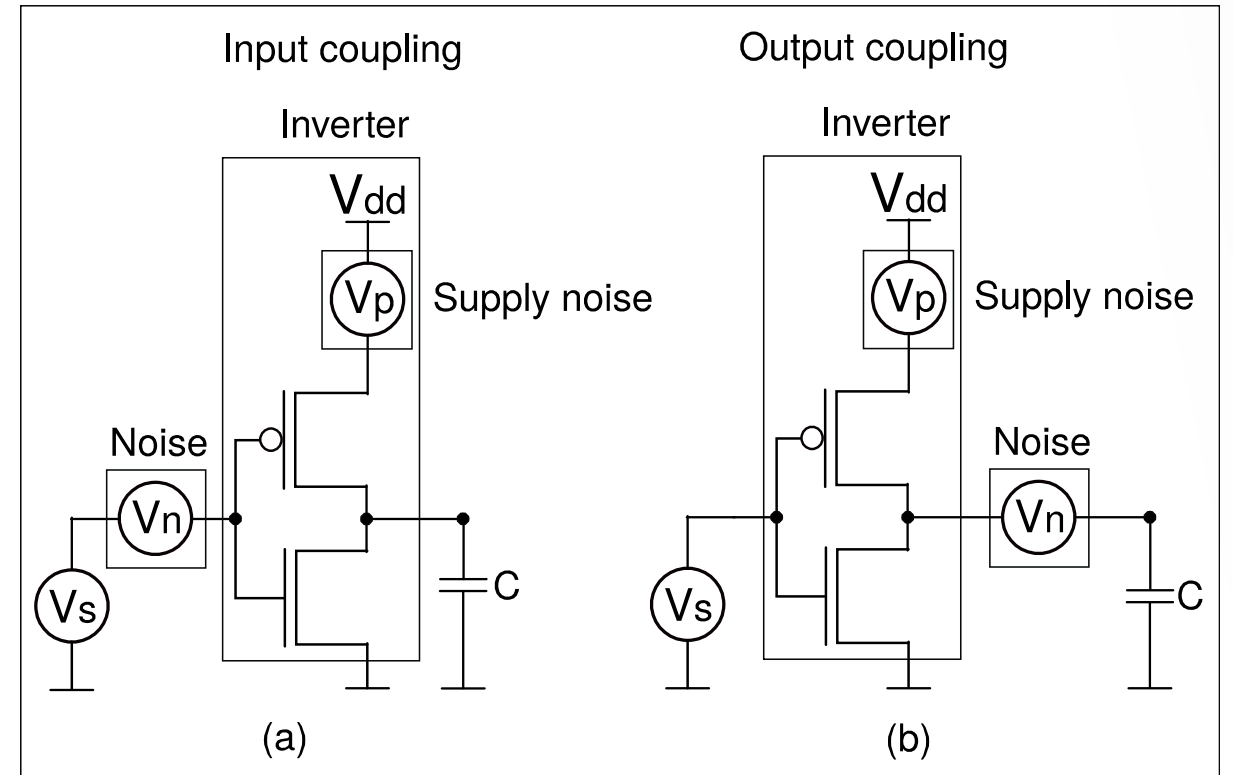 Input coupling
Inverter
Vdd
Vp
Supply noise
Noise
Vn
Vs
C
(a)
Output coupling
Inverter
Vdd
Vp
Supply noise
Noise
Vn
Vs
C
(b)